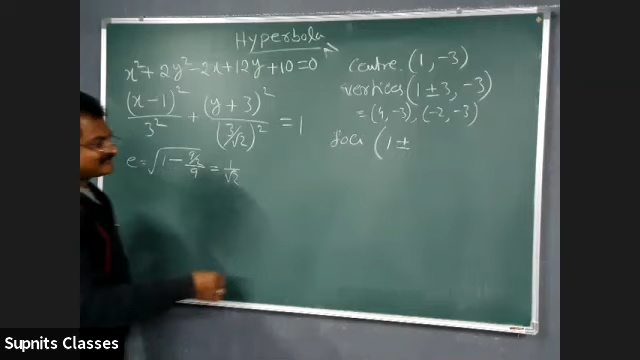 Hyperbola
x² + 2y² - 2x + 12y + 10 = 0
(x-1)²/3² + (y+3)²/(3/√2)² = 1
e = √(1 - (9/2)/9) = 1/√2
centre. (1, -3)
vertices (1±3, -3)
= (4, -3), (-2, -3)
foci (1±
Supnits Classes